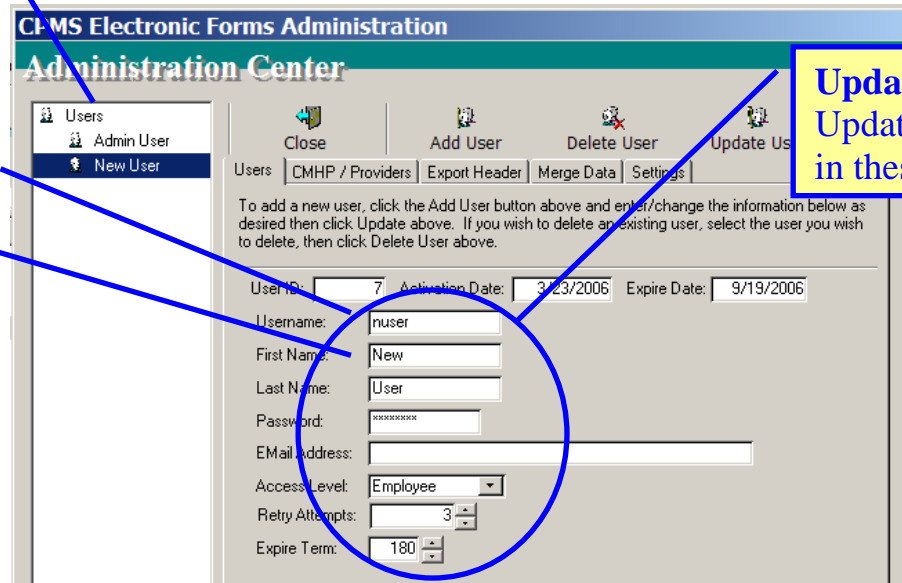 CPMS Electronic Forms Administration
Administration Center
Users
Admin User
New User
Close
Add User
Delete User
Update Us
Updat
in thes
Users
CMHP / Providers
Export Header
Merge Data
Settings
To add a new user, click the Add User button above and enter/change the information below as
desired then click Update above. If you wish to delete an existing user, select the user you wish
to delete, then click Delete User above.
User ID: 7 Activation Date: 3/23/2006 Expire Date: 9/19/2006
Username: nuser
First Name: New
Last Name: User
Password: ********
EMail Address:
Access Level: Employee
Retry Attempts: 3
Expire Term: 180